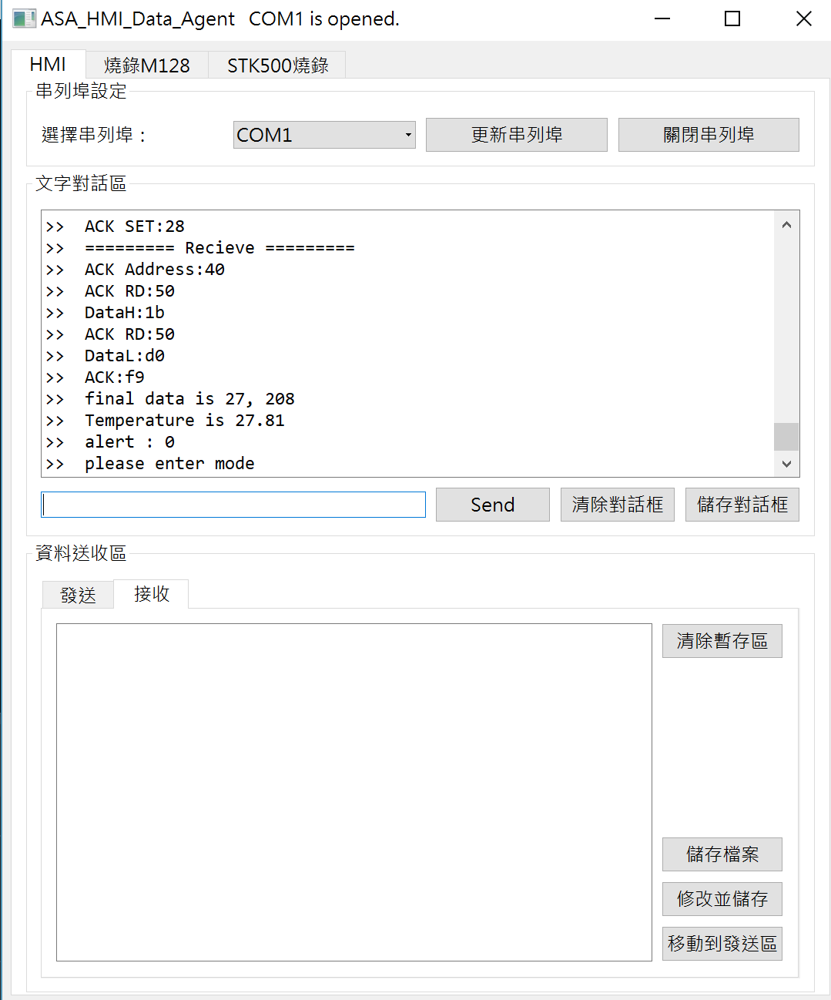 ASA_HMI_Data_Agent COM1 is opened.
HMI 燒錄M128 STK500燒錄
串列埠設定
選擇串列埠： COM1 更新串列埠 關閉串列埠
文字對話區
>> ACK SET:28
>> ========= Recieve =========
>> ACK Address:40
>> ACK RD:50
>> DataH:1b
>> ACK RD:50
>> DataL:d0
>> ACK:f9
>> final data is 27, 208
>> Temperature is 27.81
>> alert : 0
>> please enter mode
Send 清除對話框 儲存對話框
資料送收區
發送 接收
清除暫存區
儲存檔案
修改並儲存
移動到發送區